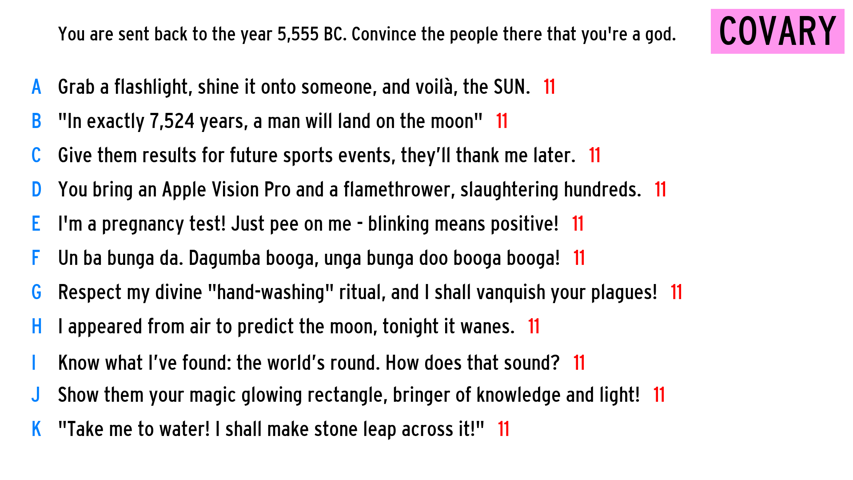 You are sent back to the year 5,555 BC. Convince the people there that you're a god.
COVARY
A Grab a flashlight, shine it onto someone, and voilà, the SUN. 11
B "In exactly 7,524 years, a man will land on the moon" 11
C Give them results for future sports events, they’ll thank me later. 11
D You bring an Apple Vision Pro and a flamethrower, slaughtering hundreds. 11
E I'm a pregnancy test! Just pee on me - blinking means positive! 11
F Un ba bunga da. Dagumba booga, unga bunga doo booga booga! 11
G Respect my divine "hand-washing" ritual, and I shall vanquish your plagues! 11
H I appeared from air to predict the moon, tonight it wanes. 11
I Know what I’ve found: the world’s round. How does that sound? 11
J Show them your magic glowing rectangle, bringer of knowledge and light! 11
K "Take me to water! I shall make stone leap across it!" 11